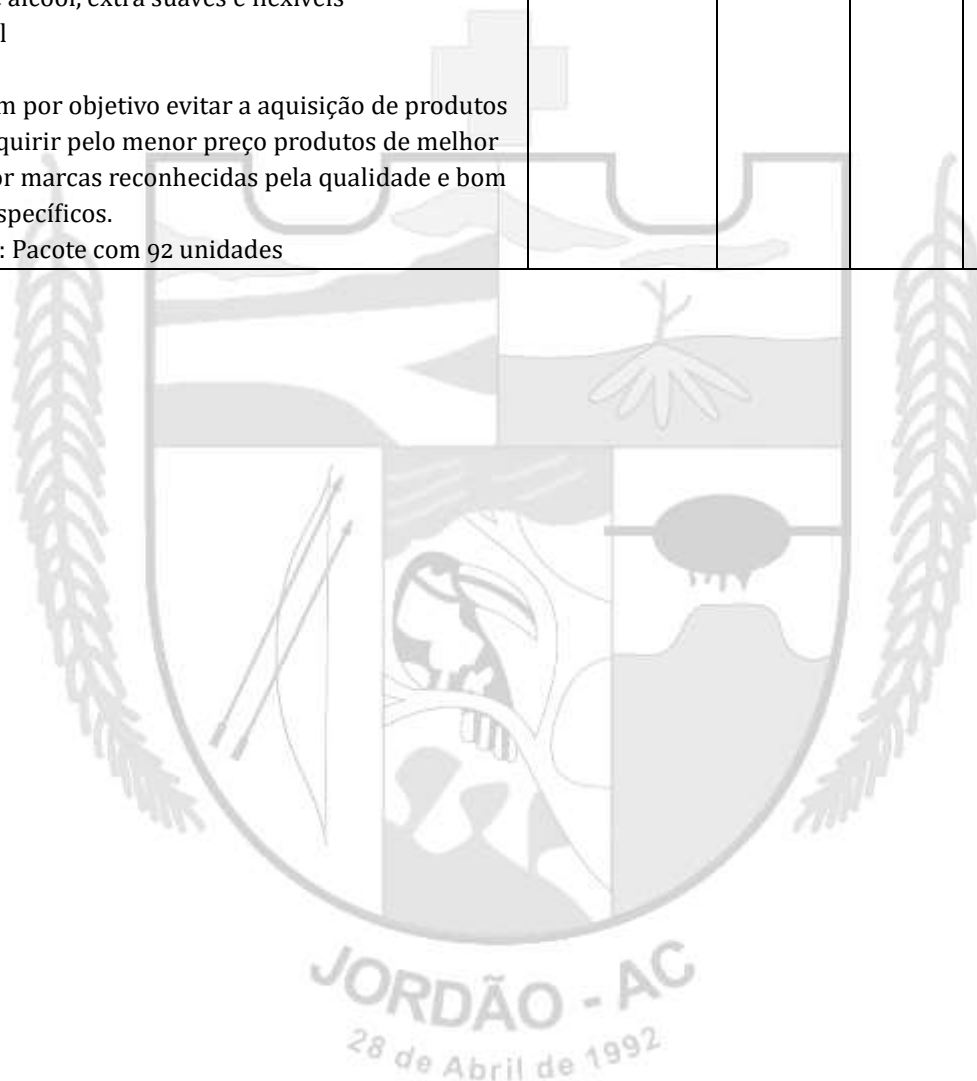 álcool, extra suaves e flexíveis
l
m por objetivo evitar a aquisição de produtos
quirir pelo menor preço produtos de melhor
or marcas reconhecidas pela qualidade e bom
specíficos.
: Pacote com 92 unidades
JORDÃO - AC
28 de Abril de 1992